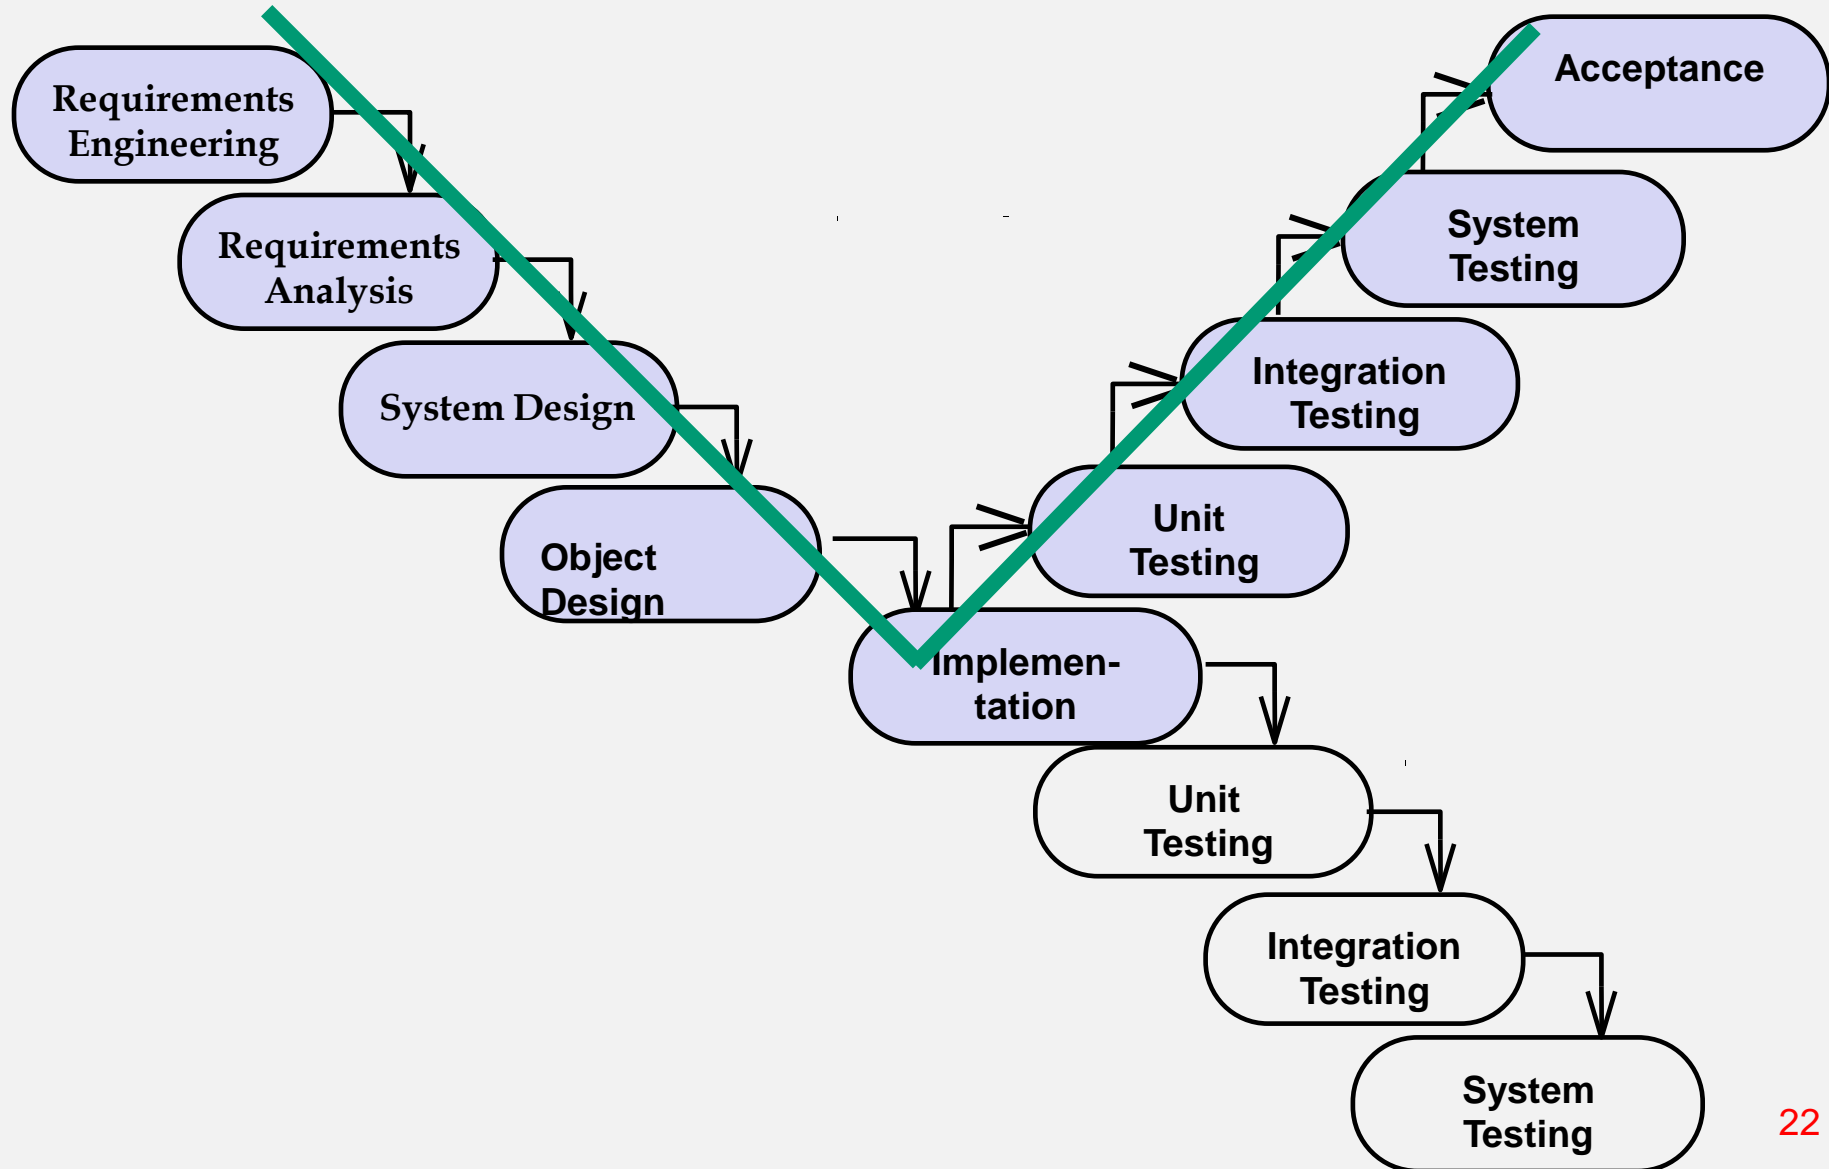 Requirements
Engineering
Requirements
Analysis
System Design
Object
Design
Implemen-
tation
Unit
Testing
Integration
Testing
System
Testing
Acceptance
Unit
Testing
Integration
Testing
System
Testing
22